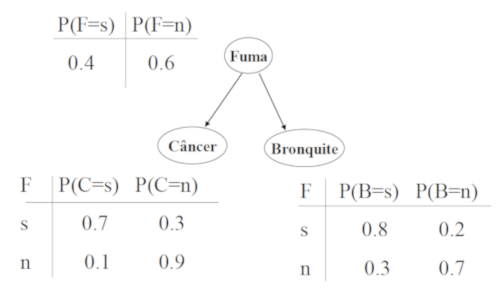 P(F=s) P(F=n)
0.4 0.6
Fuma
Câncer
Bronquite
F P(C=s) P(C=n)
s 0.7 0.3
n 0.1 0.9
F P(B=s) P(B=n)
s 0.8 0.2
n 0.3 0.7